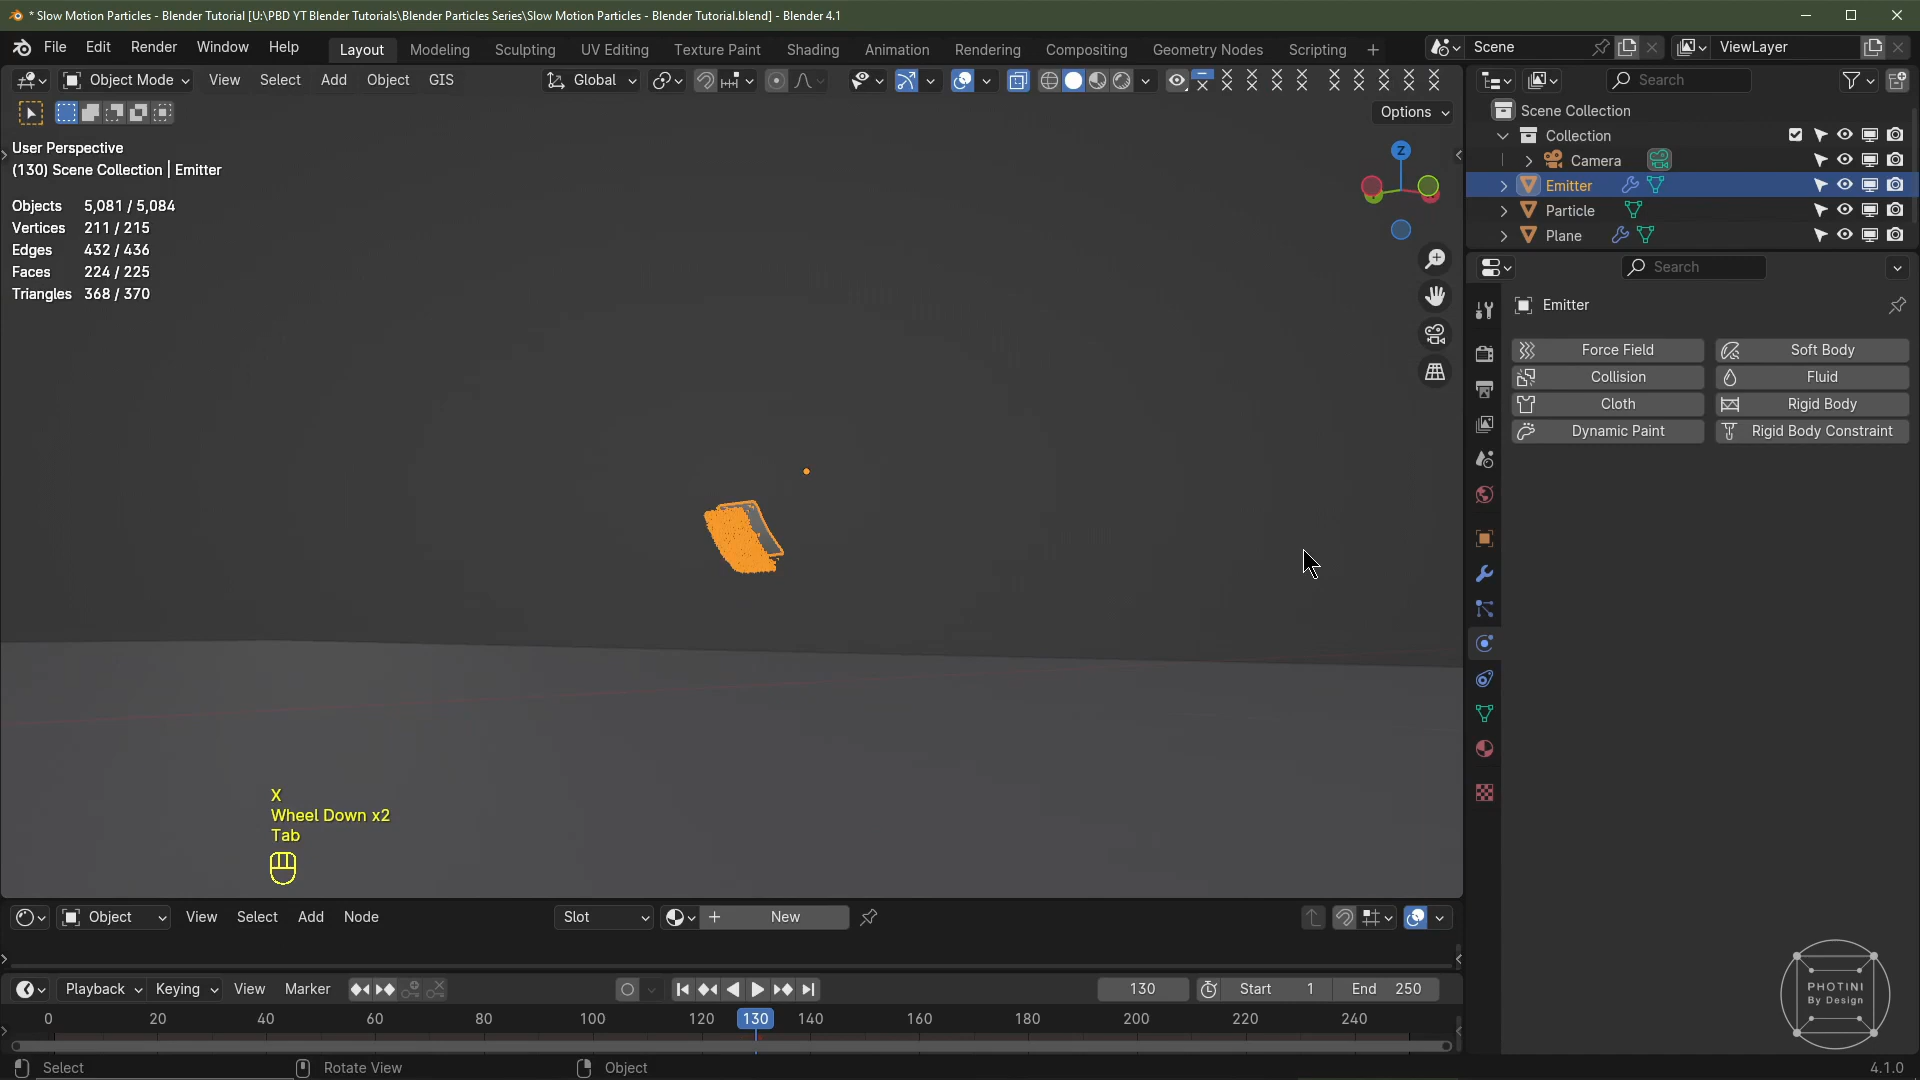 * Slow Motion Particles - Blender Tutorial [U:\PBD YT Blender Tutorials\Blender Particles Series\Slow Motion Particles - Blender Tutorial.blend] - Blender 4.1
File Edit Render Window Help Layout Modeling Sculpting UV Editing Texture Paint Shading Animation Rendering Compositing Geometry Nodes Scripting + Scene ViewLayer
Object Mode View Select Add Object GIS Global Search
Options
Scene Collection
Collection
Camera
Emitter
Particle
Plane
User Perspective
(130) Scene Collection | Emitter
Objects 5,081 / 5,084
Vertices 211 / 215
Edges 432 / 436
Faces 224 / 225
Triangles 368 / 370
Z
Search
Emitter
Force Field Soft Body
Collision Fluid
Cloth Rigid Body
Dynamic Paint Rigid Body Constraint
X
Wheel Down x2
Tab
Object View Select Add Node Slot New
Playback Keying View Marker 130 Start 1 End 250
0 20 40 60 80 100 120 130 140 160 180 200 220 240
PHOTINI
By Design
Select Rotate View Object 4.1.0